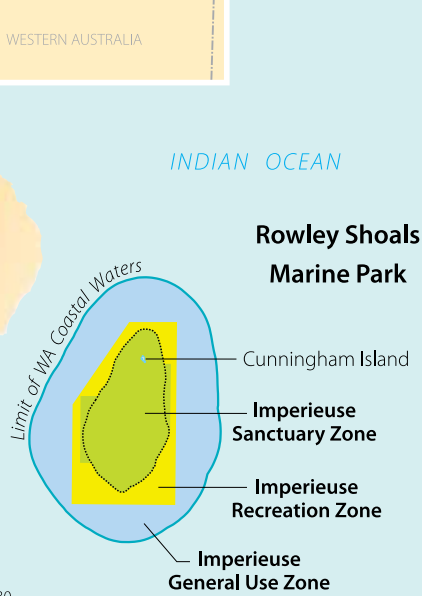 WESTERN AUSTRALIA
INDIAN OCEAN
Rowley Shoals
Marine Park
Limit of WA Coastal Waters
Cunningham Island
Imperieuse
Sanctuary Zone
Imperieuse
Recreation Zone
Imperieuse
General Use Zone